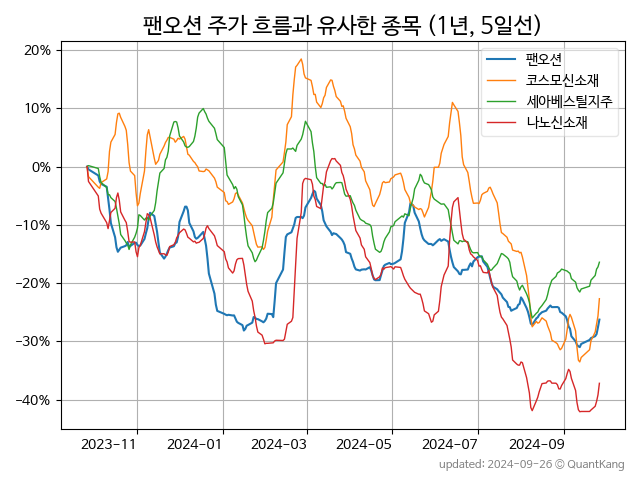 팬오션 주가 흐름과 유사한 종목 (1년, 5일선)
팬오션
코스모신소재
세아베스틸지주
나노신소재
20%
10%
0%
−10%
−20%
−30%
−40%
2023-11 2024-01 2024-03 2024-05 2024-07 2024-09
updated: 2024-09-26 © QuantKang